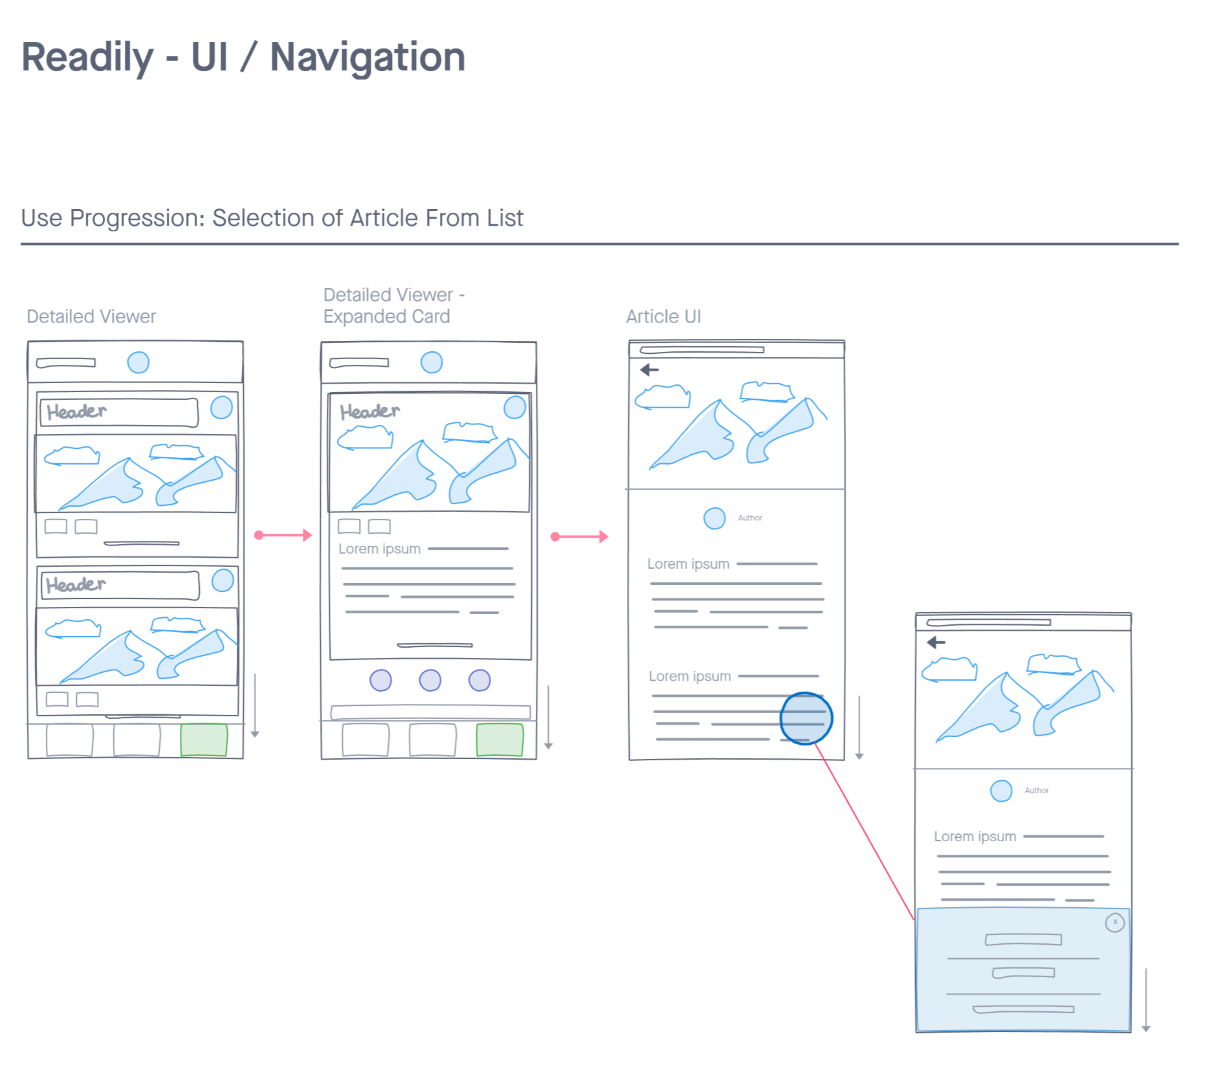 Readily - UI / Navigation
Use Progression: Selection of Article From List
Detailed Viewer
Detailed Viewer -
Expanded Card
Article UI
Header
Header
Header
Lorem ipsum
Author
Lorem ipsum
Lorem ipsum
Author
Lorem ipsum
x